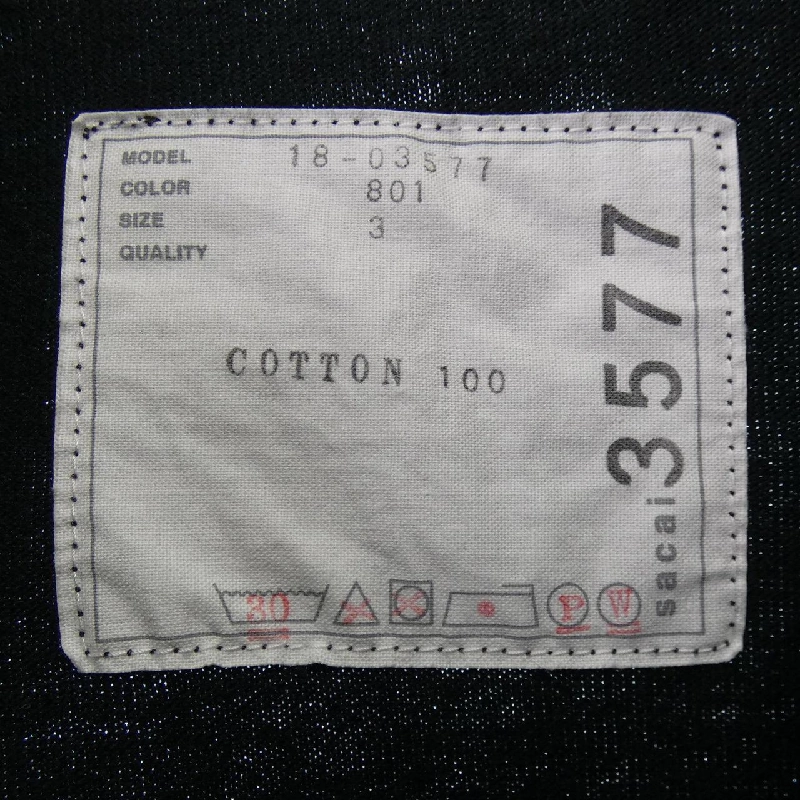 MODEL 18-03577
COLOR 801
SIZE 3
QUALITY
COTTON 100
sacai 3577
30 P W